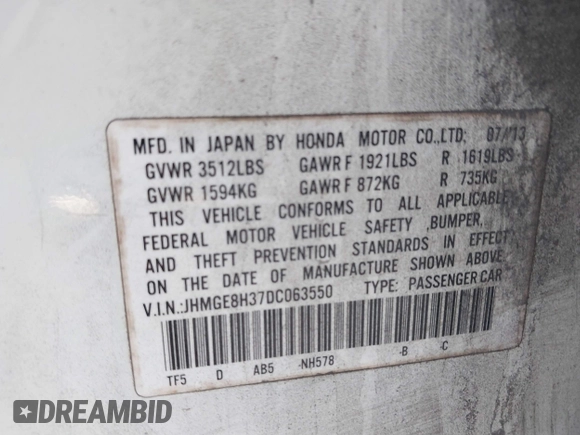 MFD. IN JAPAN BY HONDA MOTOR CO.,LTD; 07/'13
GVWR 3512LBS GAWR F 1921LBS R 1619LBS
GVWR 1594KG GAWR F 872KG R 735KG
THIS VEHICLE CONFORMS TO ALL APPLICABLE
FEDERAL MOTOR VEHICLE SAFETY ,BUMPER,
AND THEFT PREVENTION STANDARDS IN EFFECT
ON THE DATE OF MANUFACTURE SHOWN ABOVE.
V.I.N.:JHMGE8H37DC063550 TYPE: PASSENGER CAR
TF5 D AB5 -NH578 -B -C
DREAMBID